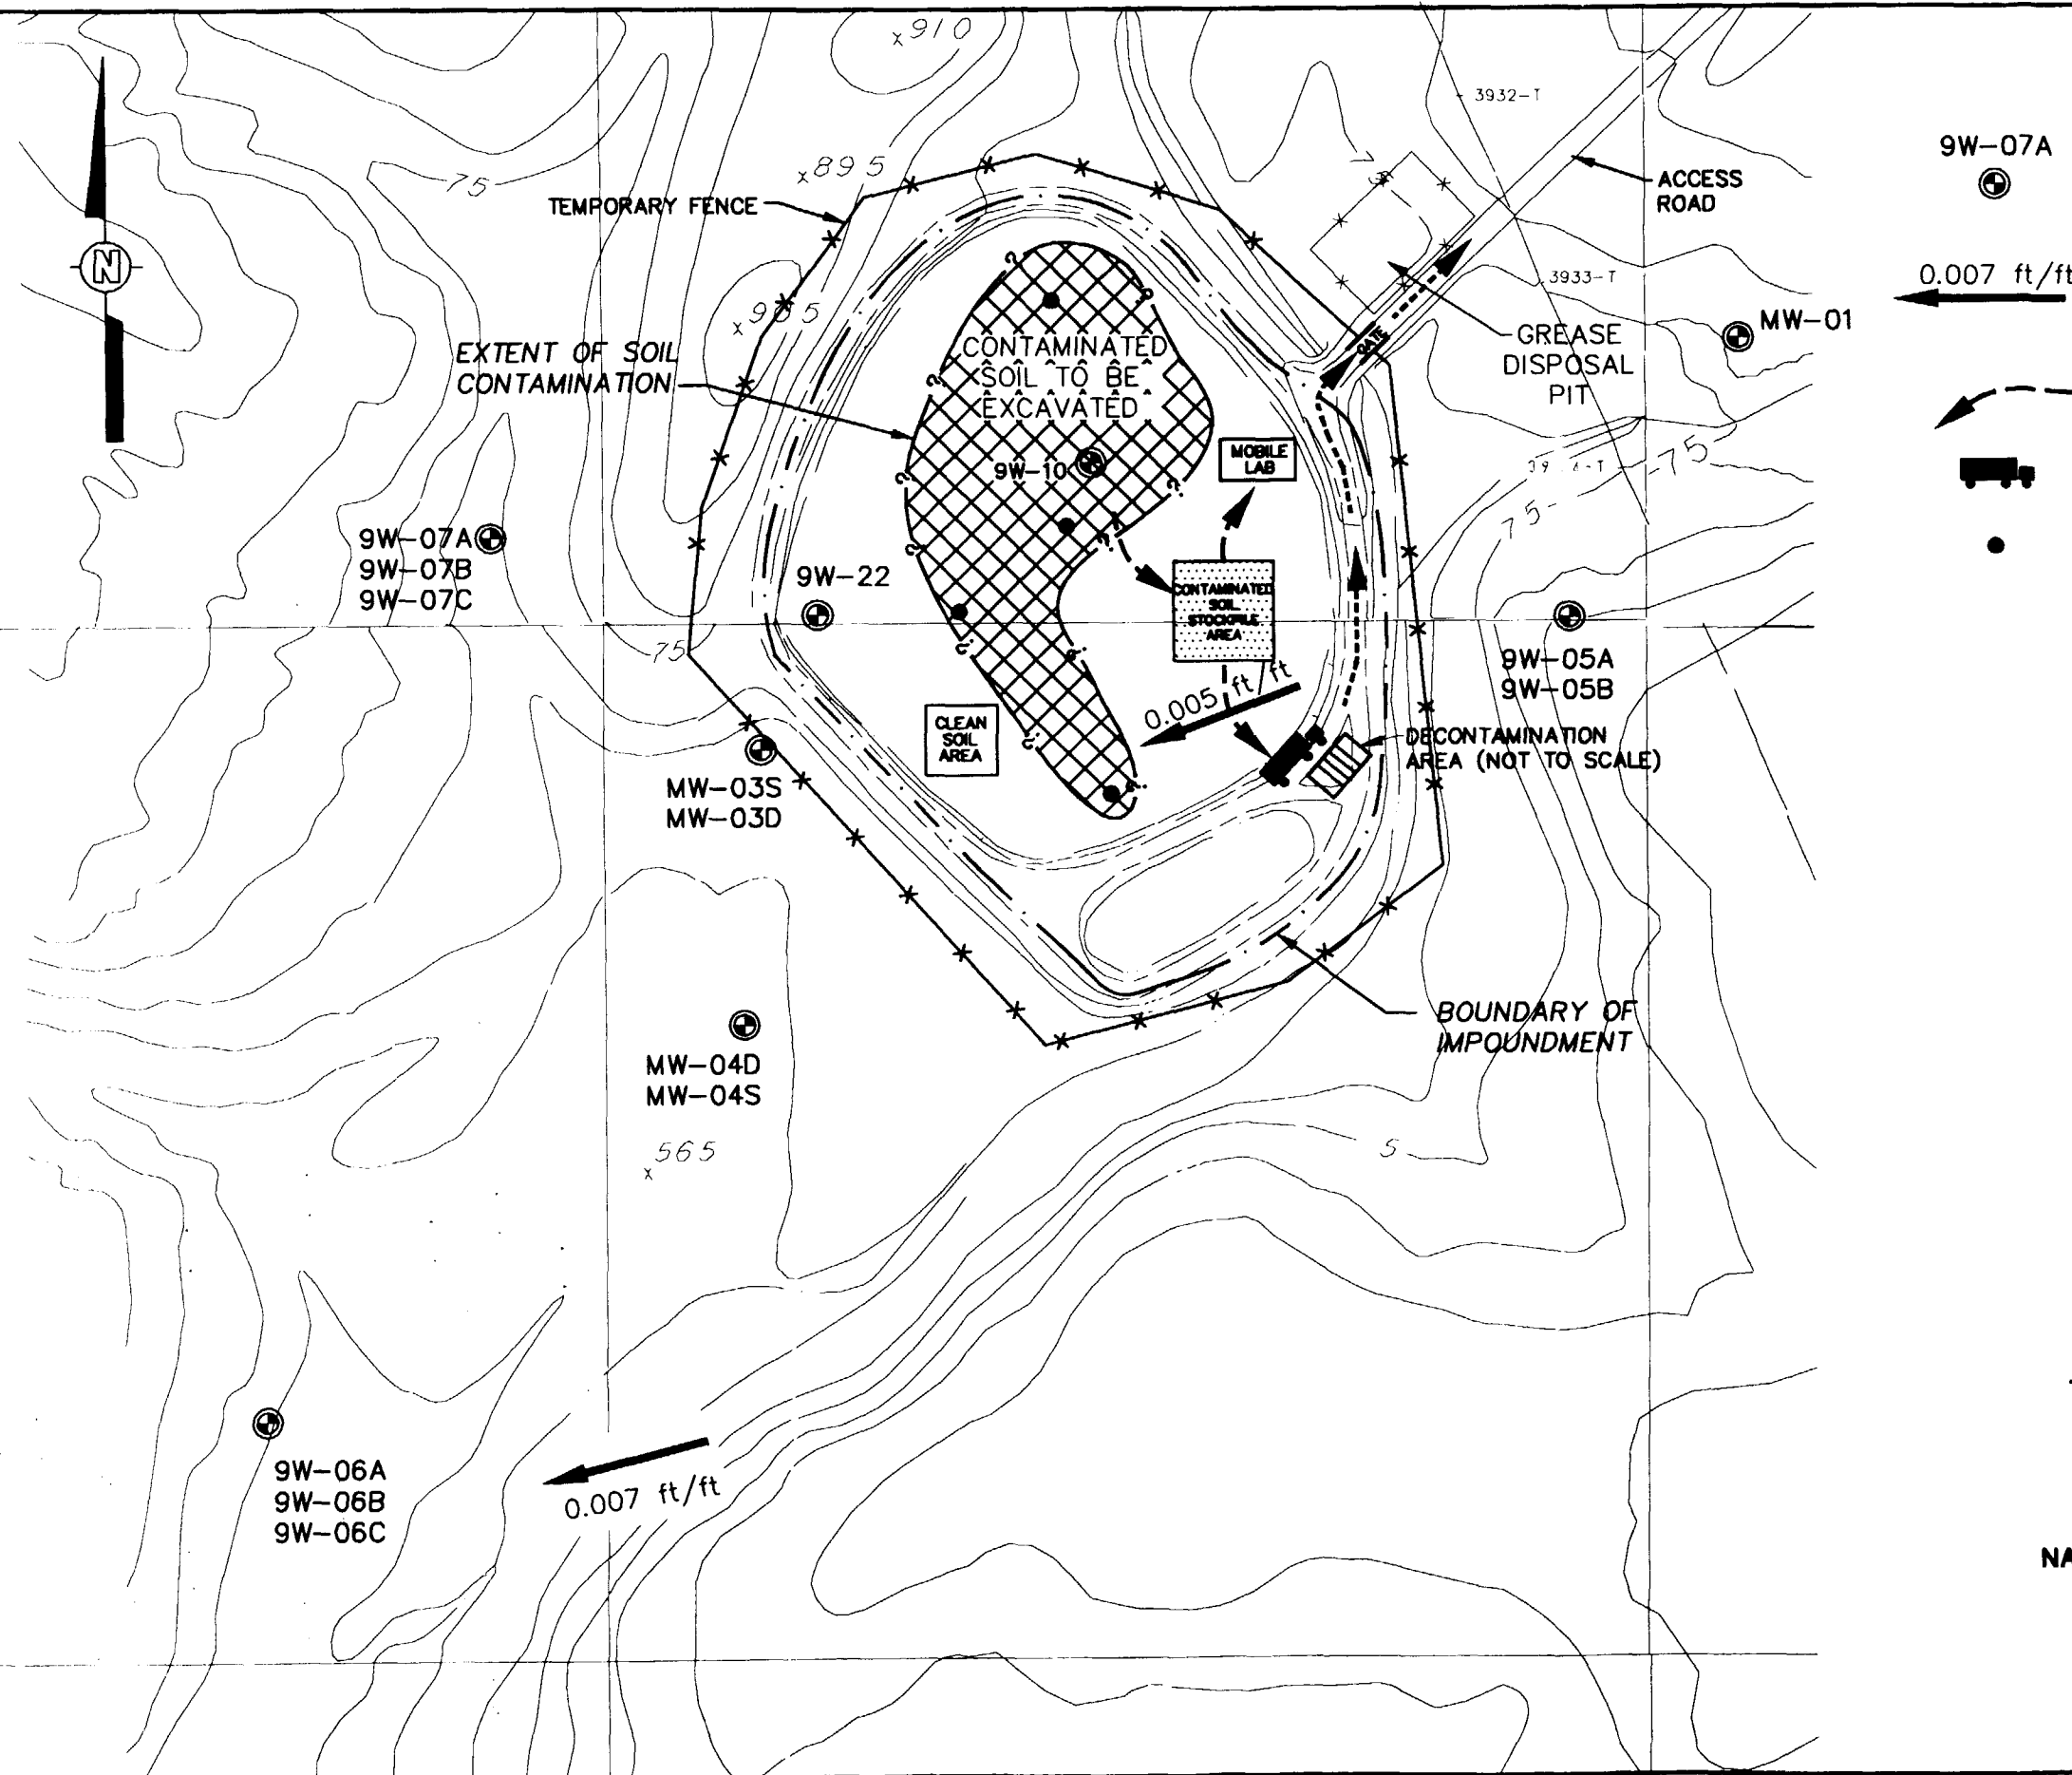 x910
3932-T
9W-07A
75
x895
75
TEMPORARY FENCE
ACCESS
ROAD
N
0.007 ft/ft
3933-T
MW-01
GATE
GREASE
DISPOSAL
PIT
EXTENT OF SOIL
CONTAMINATION
CONTAMINATED
SOIL TO BE
EXCAVATED
MOBILE
LAB
9W-10
75
75
9W-07A
9W-07B
9W-07C
9W-22
CONTAMINATED
SOIL
STOCKPILE
AREA
75
9W-05A
9W-05B
0.005 ft/ft
CLEAN
SOIL
AREA
DECONTAMINATION
AREA (NOT TO SCALE)
MW-03S
MW-03D
BOUNDARY OF
IMPOUNDMENT
MW-04D
MW-04S
x565
5
9W-06A
9W-06B
9W-06C
0.007 ft/ft
NA